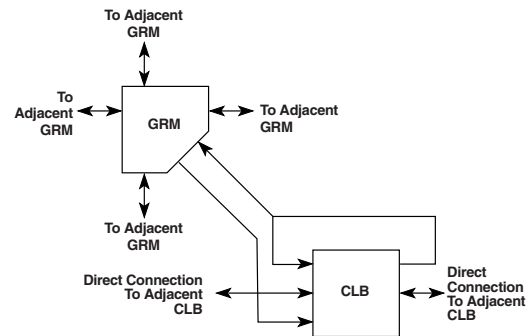 To Adjacent
GRM
To
Adjacent
GRM
GRM
To Adjacent
GRM
To Adjacent
GRM
Direct Connection
To Adjacent
CLB
CLB
Direct
Connection
To Adjacent
CLB